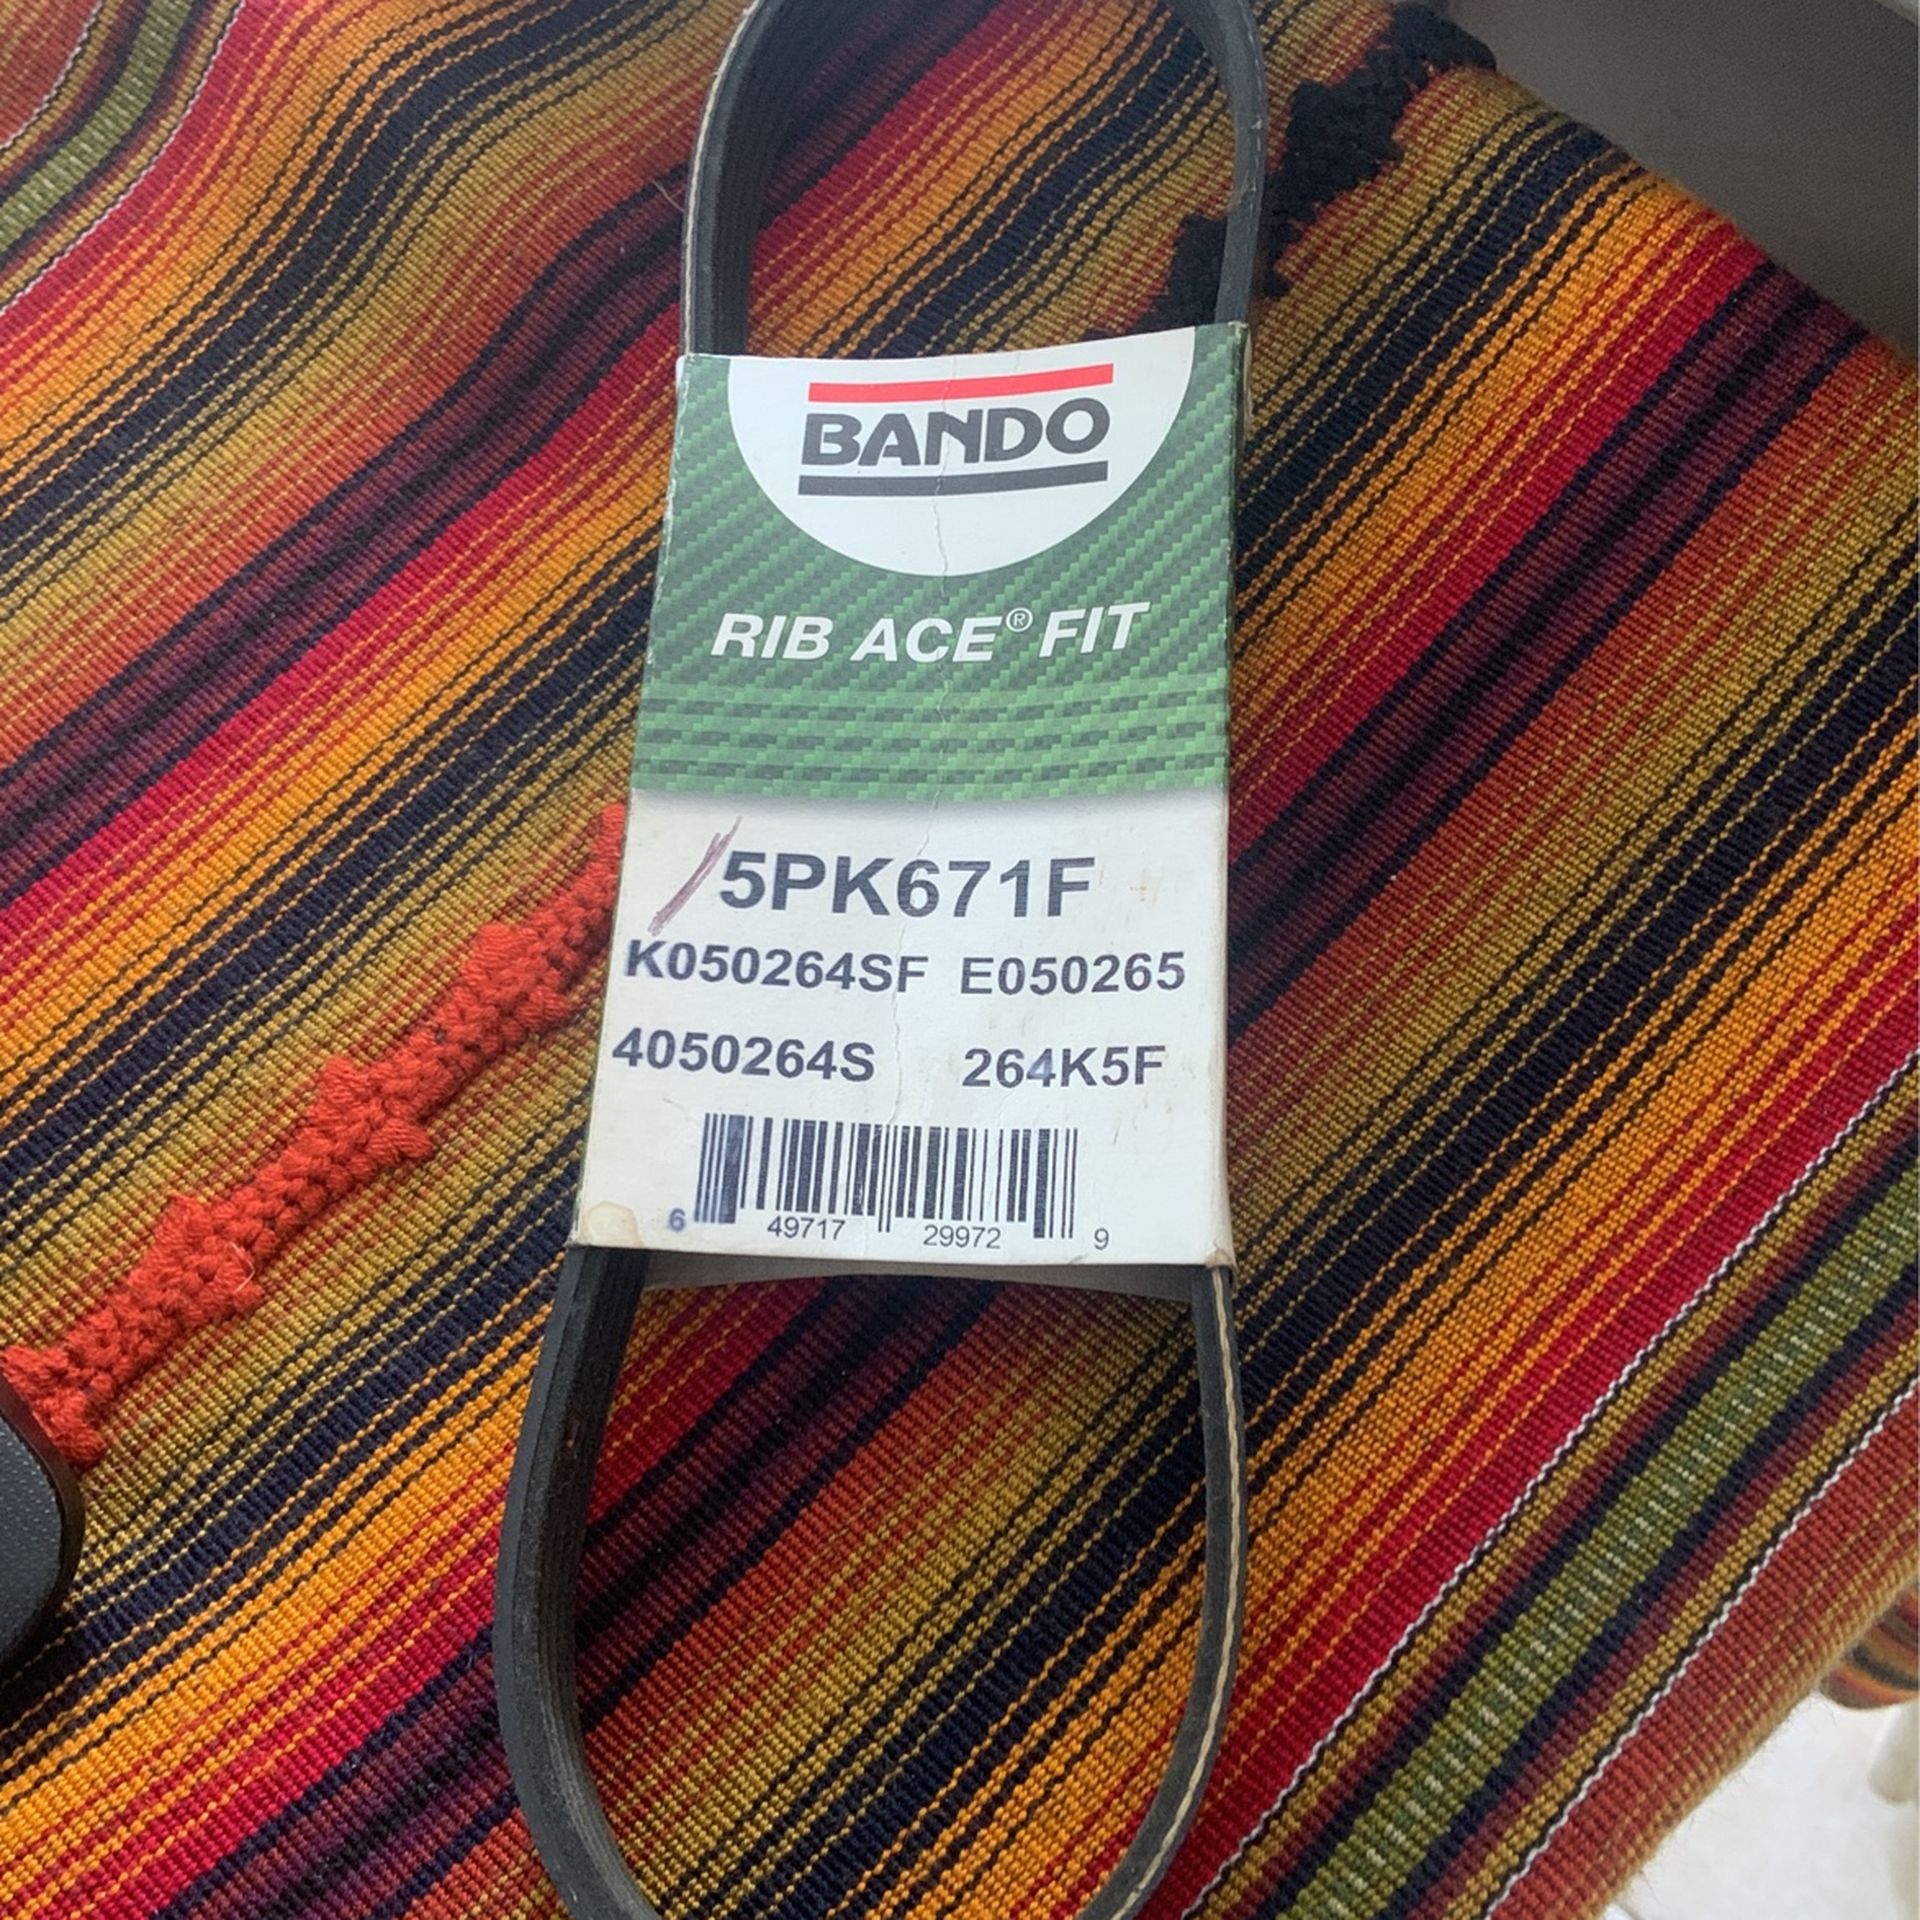 BANDO
RIB ACE® FIT
5PK671F
K050264SF E050265
4050264S 264K5F
6 49717 29972 9